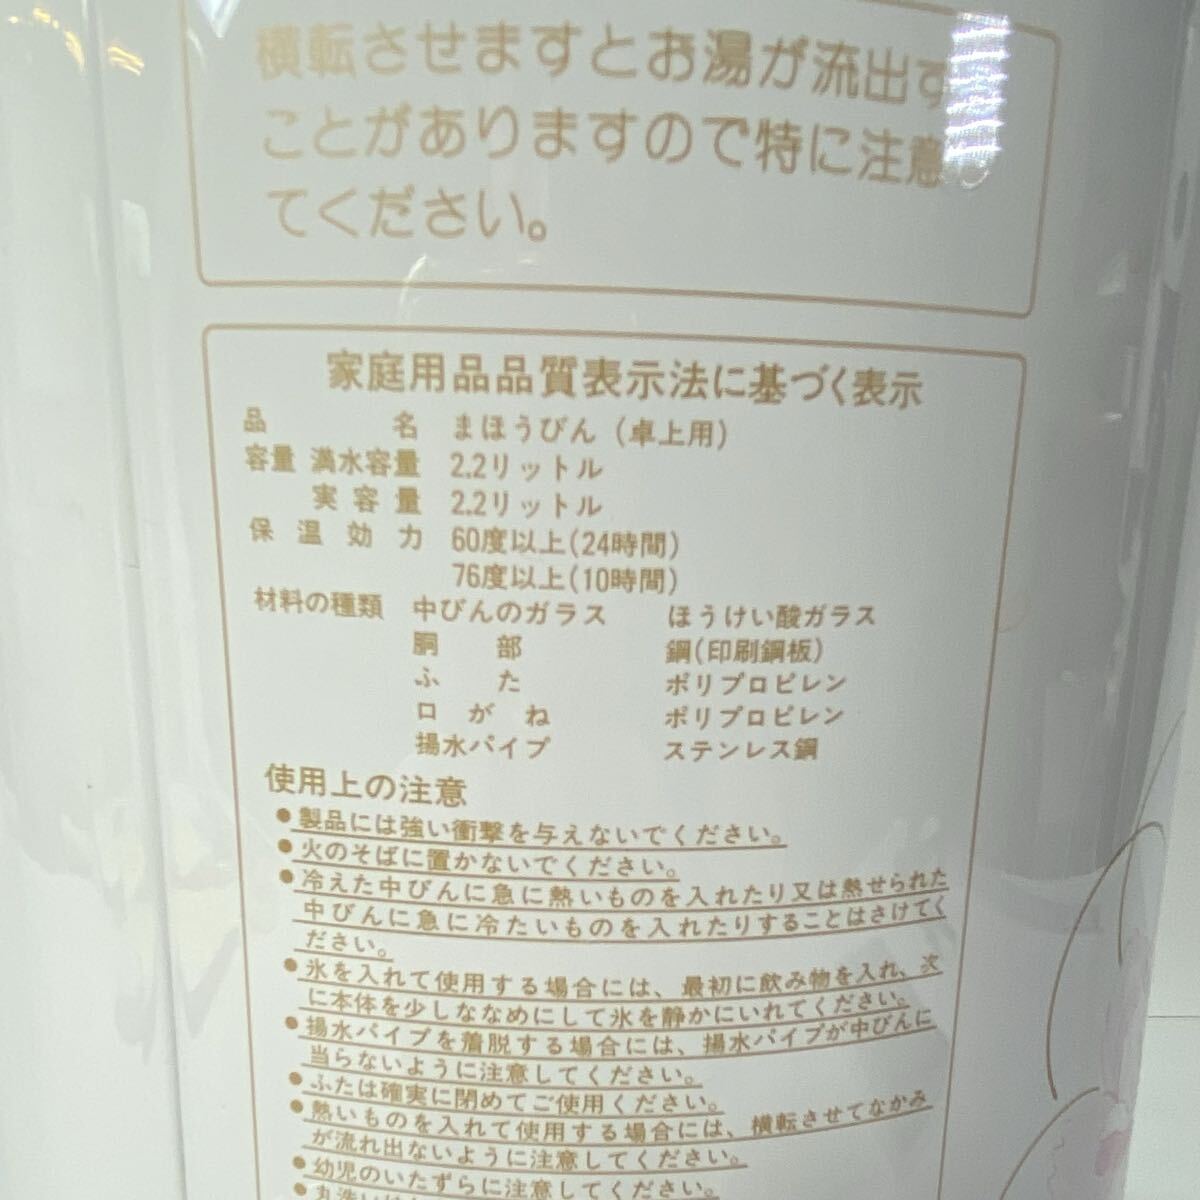 横転させますとお湯が流出す
ことがありますので特に注意
てください。
家庭用品品質表示法に基づく表示
品名 まほうびん(卓上用)
容量 満水容量 2.2リットル
実容量 2.2リットル
保温効力 60度以上(24時間)
76度以上(10時間)
材料の種類 中びんのガラス ほうけい酸ガラス
胴部 鋼(印刷鋼板)
ふた ポリプロピレン
口がね ポリプロピレン
揚水パイプ ステンレス鋼
使用上の注意
●製品には強い衝撃を与えないでください。
●火のそばに置かないでください。
●冷えた中びんに急に熱いものを入れたり又は熱せられた
中びんに急に冷たいものを入れたりすることはさけてく
ださい。
●氷を入れて使用する場合には、最初に飲み物を入れ、次
に本体を少しななめにして氷を静かにいれてください。
●揚水パイプを着脱する場合には、揚水パイプが中びんに
当らないように注意してください。
●ふたは確実に閉めてご使用ください。
●熱いものを入れて使用する場合には、横転させてなかみ
が流れ出ないように注意してください。
●幼児のいたずらに注意してください。
●丸洗い